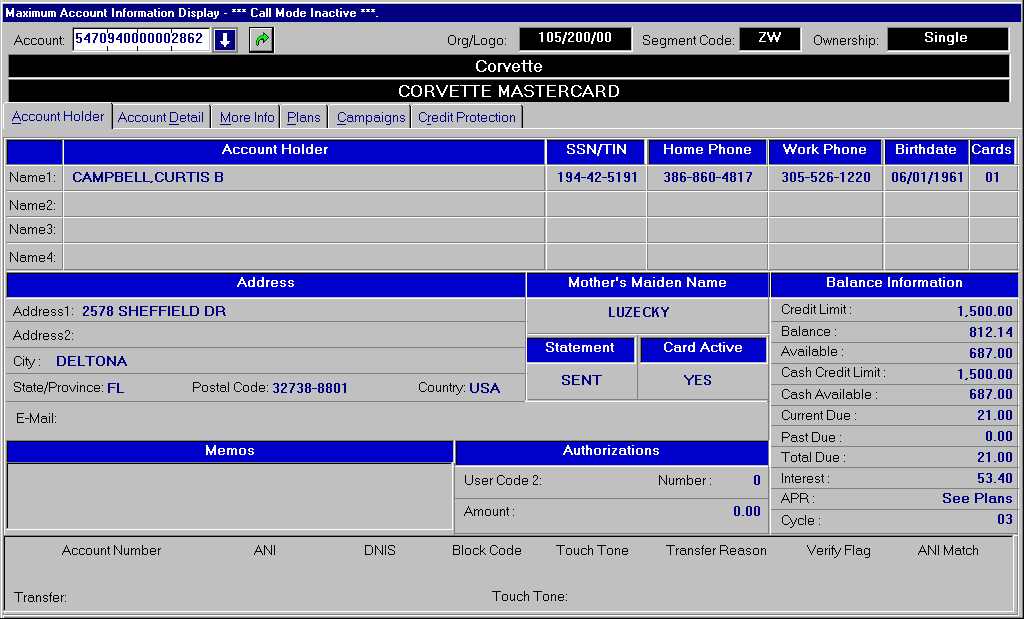 Maximum Account Information Display - *** Call Mode Inactive ***.
Account: 5470940000002862 Org/Logo: 105/200/00 Segment Code: ZW Ownership: Single
Corvette
CORVETTE MASTERCARD
Account Holder Account Detail More Info Plans Campaigns Credit Protection
Account Holder SSN/TIN Home Phone Work Phone Birthdate Cards
Name1: CAMPBELL,CURTIS B 194-42-5191 386-860-4817 305-526-1220 06/01/1961 01
Name2:
Name3:
Name4:
Address Mother's Maiden Name Balance Information
Address1: 2578 SHEFFIELD DR LUZECKY Credit Limit : 1,500.00
Address2: Balance : 812.14
City : DELTONA Statement Card Active Available : 687.00
Cash Credit Limit : 1,500.00
State/Province: FL Postal Code: 32738-8801 Country: USA SENT YES Cash Available : 687.00
E-Mail: Current Due : 21.00
Past Due : 0.00
Memos Authorizations Total Due : 21.00
User Code 2: Number : 0 Interest : 53.40
APR : See Plans
Amount : 0.00 Cycle : 03
Account Number ANI DNIS Block Code Touch Tone Transfer Reason Verify Flag ANI Match
Transfer: Touch Tone: